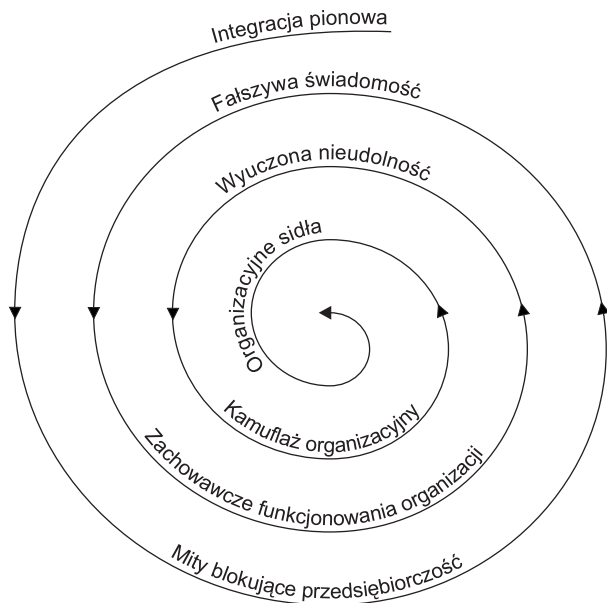 Integracja pionowa
Fałszywa świadomość
Wyuczona nieudolność
Organizacyjne sidła
Kamuflaż organizacyjny
Zachowawcze funkcjonowania organizacji
Mity blokujące przedsiębiorczość